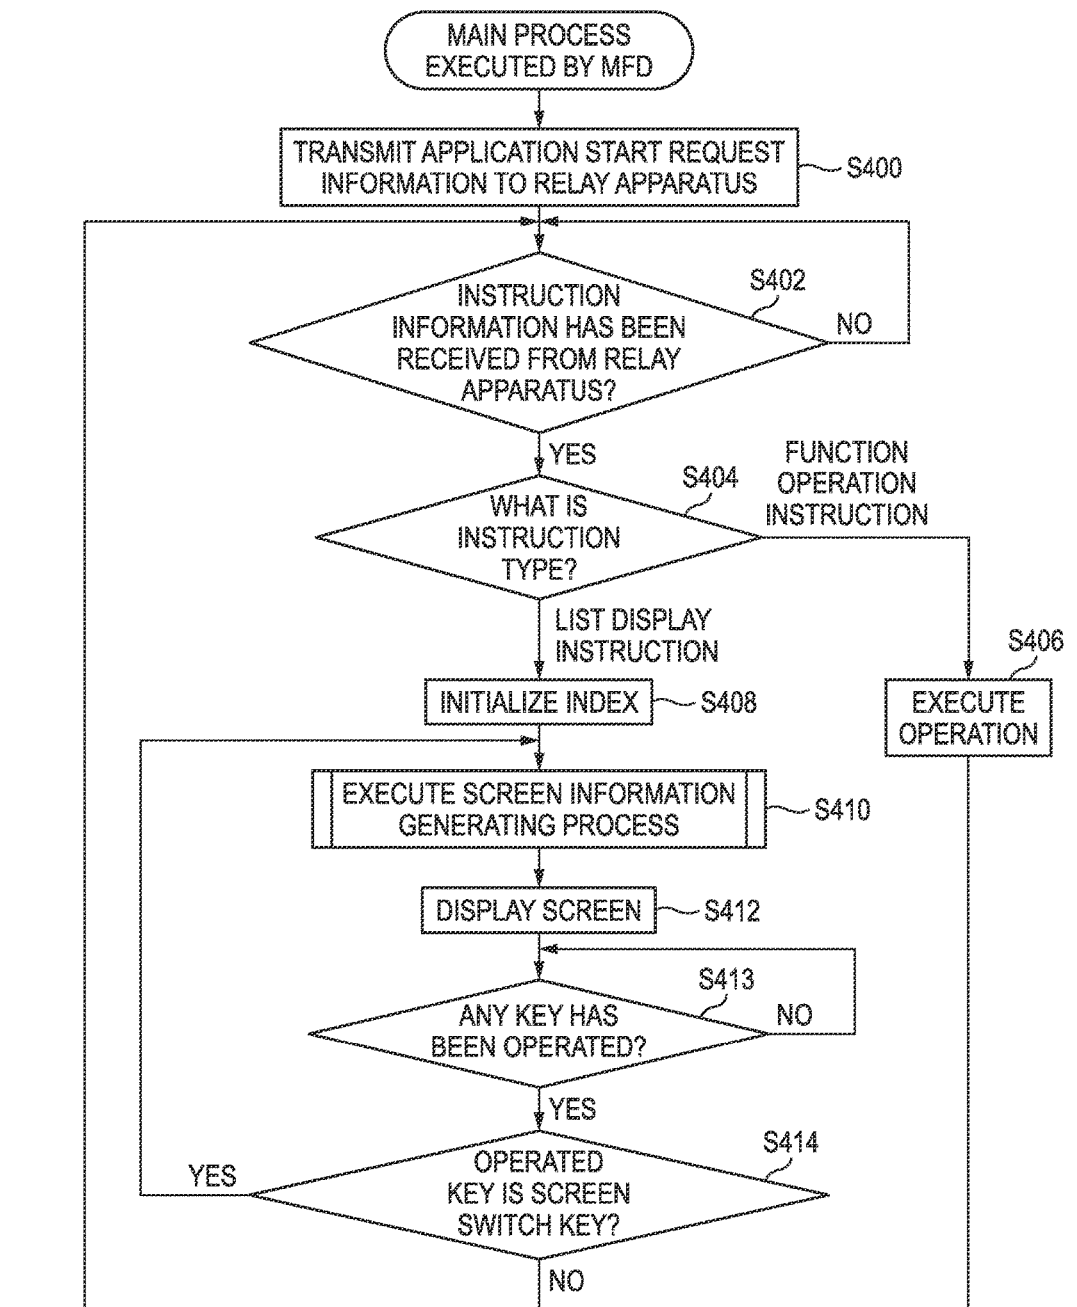 MAIN PROCESS
EXECUTED BY MFD
TRANSMIT APPLICATION START REQUEST
INFORMATION TO RELAY APPARATUS
S400
INSTRUCTION
INFORMATION HAS BEEN
RECEIVED FROM RELAY
APPARATUS?
S402
NO
YES
WHAT IS
INSTRUCTION
TYPE?
S404
FUNCTION
OPERATION
INSTRUCTION
LIST DISPLAY
INSTRUCTION
S406
EXECUTE
OPERATION
INITIALIZE INDEX
S408
EXECUTE SCREEN INFORMATION
GENERATING PROCESS
S410
DISPLAY SCREEN
S412
ANY KEY HAS
BEEN OPERATED?
S413
NO
YES
OPERATED
KEY IS SCREEN
SWITCH KEY?
S414
YES
NO